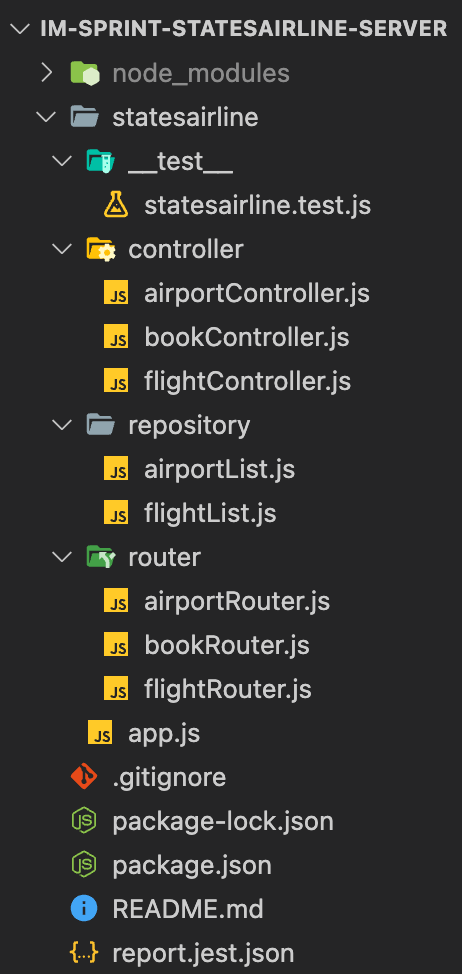 IM-SPRINT-STATESAIRLINE-SERVER
node_modules
statesairline
__test__
statesairline.test.js
controller
JS airportController.js
JS bookController.js
JS flightController.js
repository
JS airportList.js
JS flightList.js
router
JS airportRouter.js
JS bookRouter.js
JS flightRouter.js
JS app.js
.gitignore
JS package-lock.json
JS package.json
i README.md
{...} report.jest.json